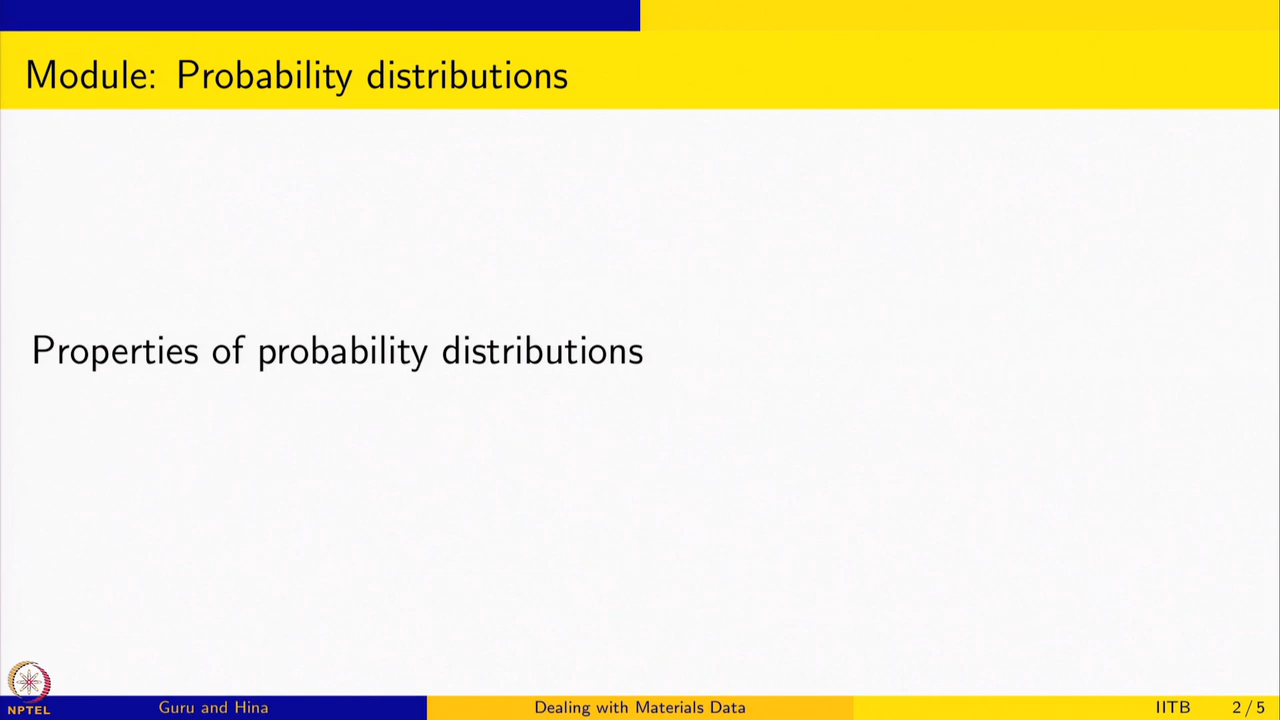 Module: Probability distributions
Properties of probability distributions
NPTEL
Guru and Hina
Dealing with Materials Data
IITB
2 / 5